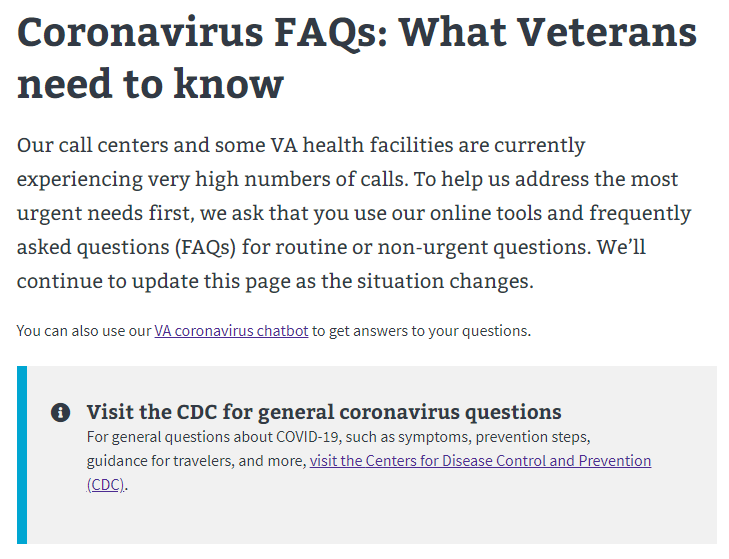 Coronavirus FAQs: What Veterans
need to know
Our call centers and some VA health facilities are currently
experiencing very high numbers of calls. To help us address the most
urgent needs first, we ask that you use our online tools and frequently
asked questions (FAQs) for routine or non-urgent questions. We’ll
continue to update this page as the situation changes.
You can also use our VA coronavirus chatbot to get answers to your questions.
Visit the CDC for general coronavirus questions
For general questions about COVID-19, such as symptoms, prevention steps,
guidance for travelers, and more, visit the Centers for Disease Control and Prevention
(CDC).